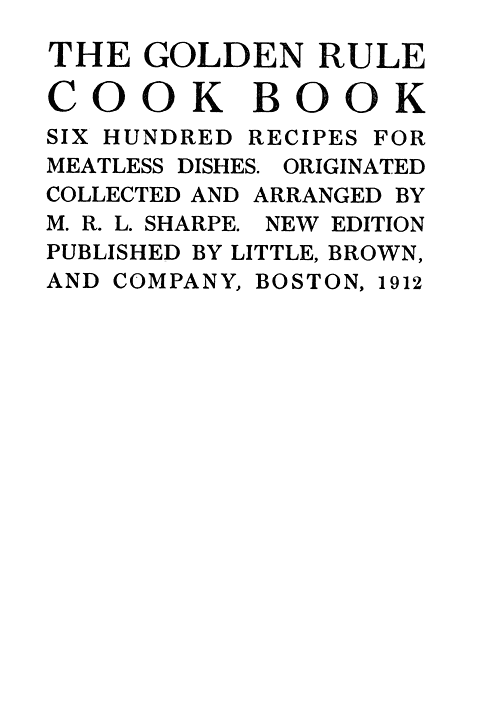 THE GOLDEN RULE
COOK BOOK
SIX HUNDRED RECIPES FOR
MEATLESS DISHES. ORIGINATED
COLLECTED AND ARRANGED BY
M. R. L. SHARPE. NEW EDITION
PUBLISHED BY LITTLE, BROWN,
AND COMPANY, BOSTON, 1912